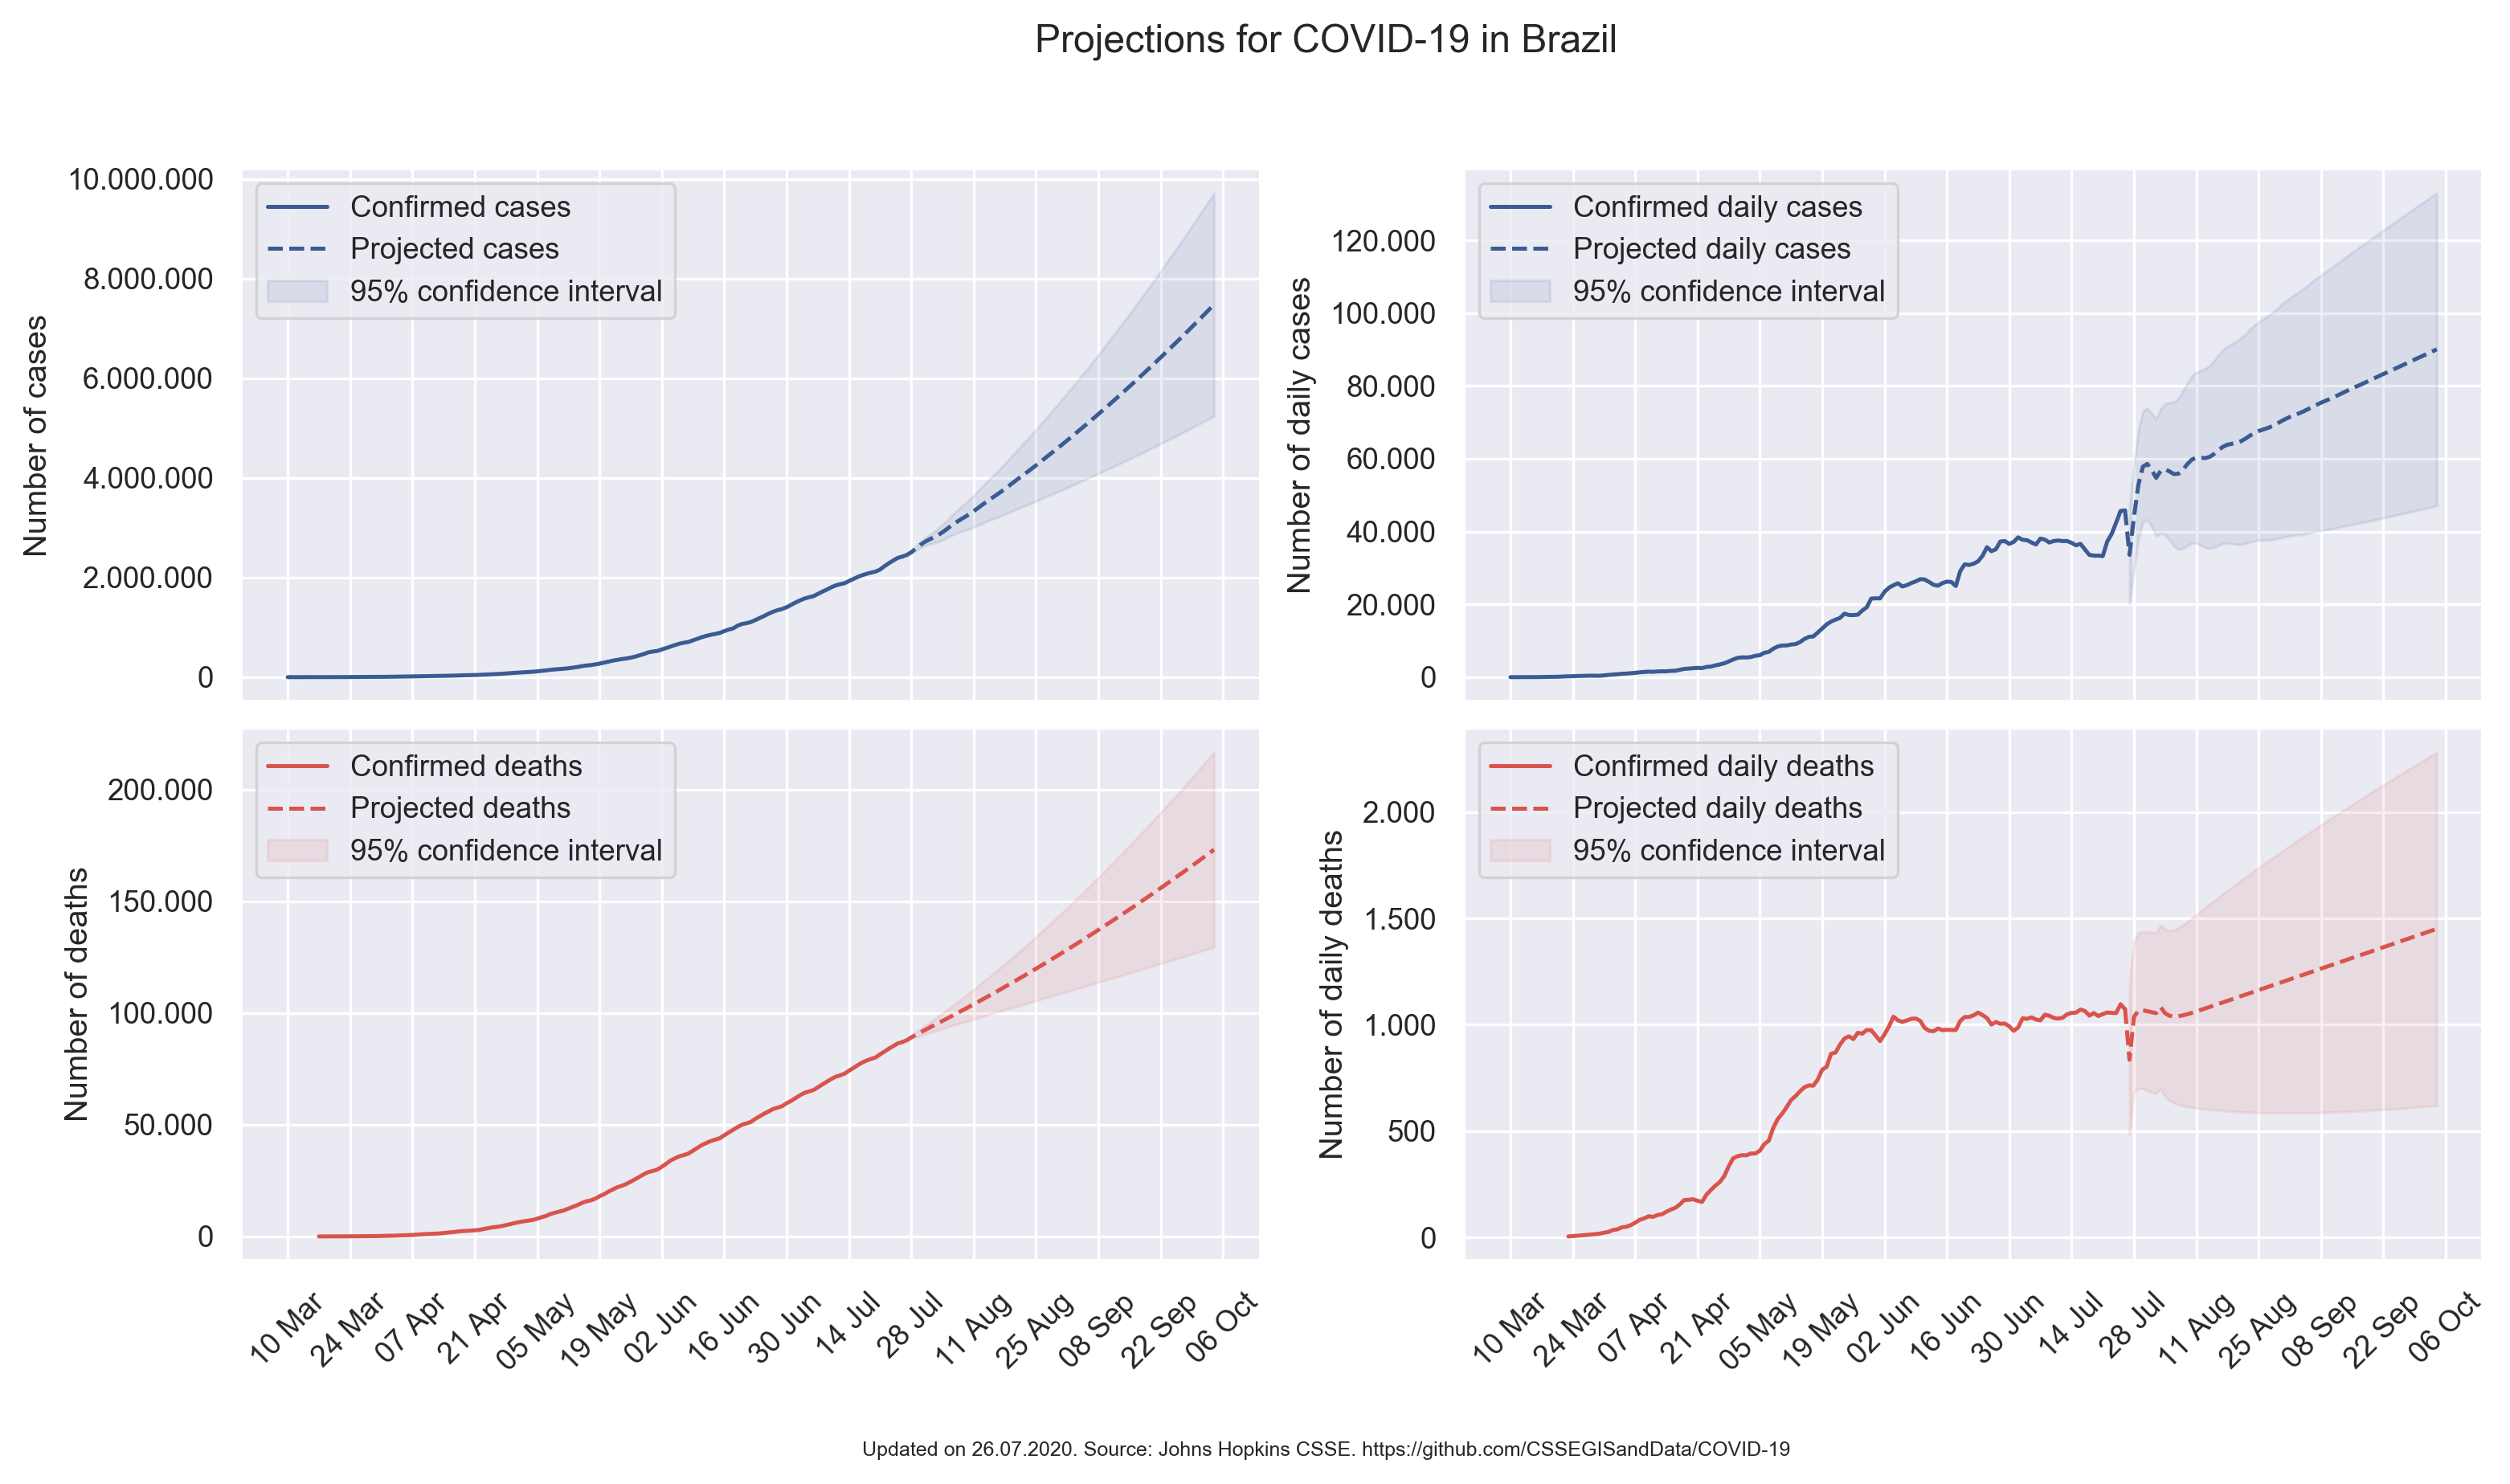 Projections for COVID-19 in Brazil
Number of cases
10.000.000
8.000.000
6.000.000
4.000.000
2.000.000
0
Confirmed cases
Projected cases
95% confidence interval
Number of daily cases
120.000
100.000
80.000
60.000
40.000
20.000
0
Confirmed daily cases
Projected daily cases
95% confidence interval
Number of deaths
200.000
150.000
100.000
50.000
0
Confirmed deaths
Projected deaths
95% confidence interval
10 Mar
24 Mar
07 Apr
21 Apr
05 May
19 May
02 Jun
16 Jun
30 Jun
14 Jul
28 Jul
11 Aug
25 Aug
08 Sep
22 Sep
06 Oct
Number of daily deaths
2.000
1.500
1.000
500
0
Confirmed daily deaths
Projected daily deaths
95% confidence interval
10 Mar
24 Mar
07 Apr
21 Apr
05 May
19 May
02 Jun
16 Jun
30 Jun
14 Jul
28 Jul
11 Aug
25 Aug
08 Sep
22 Sep
06 Oct
Updated on 26.07.2020. Source: Johns Hopkins CSSE. https://github.com/CSSEGISandData/COVID-19